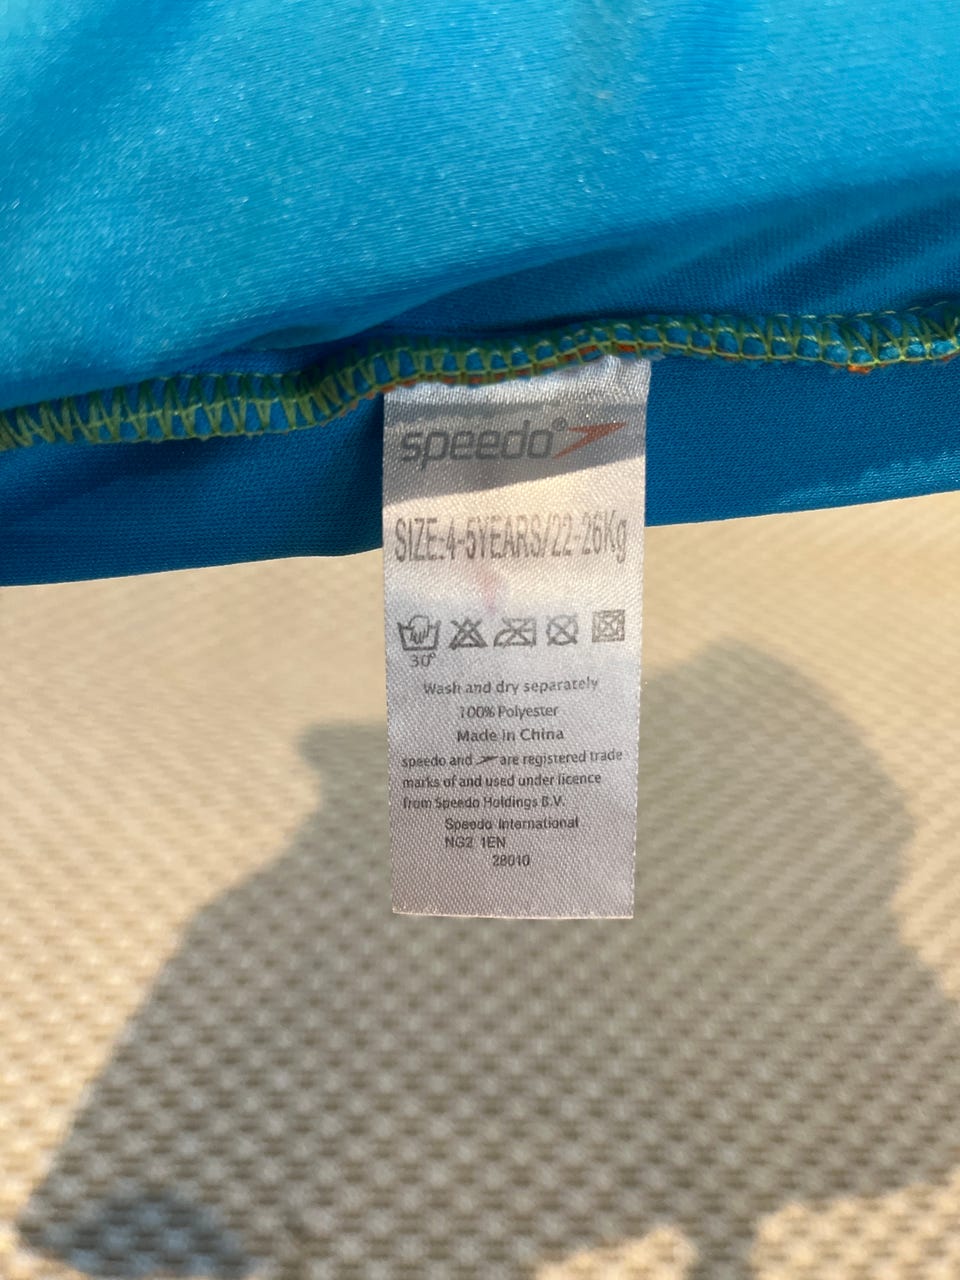 speedo®
SIZE:4-5YEARS/22-26Kg
30°
Wash and dry separately
100% Polyester
Made in China
speedo and are registered trade
marks of and used under licence
from Speedo Holdings B.V.
Speedo International
NG2 1EN
28010